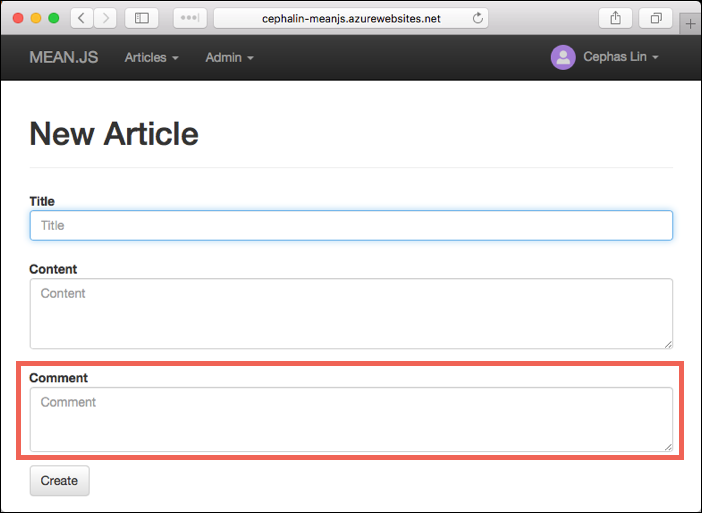 cephalin-meanjs.azurewebsites.net
MEAN.JS Articles Admin Cephas Lin
New Article
Title
Title
Content
Content
Comment
Comment
Create